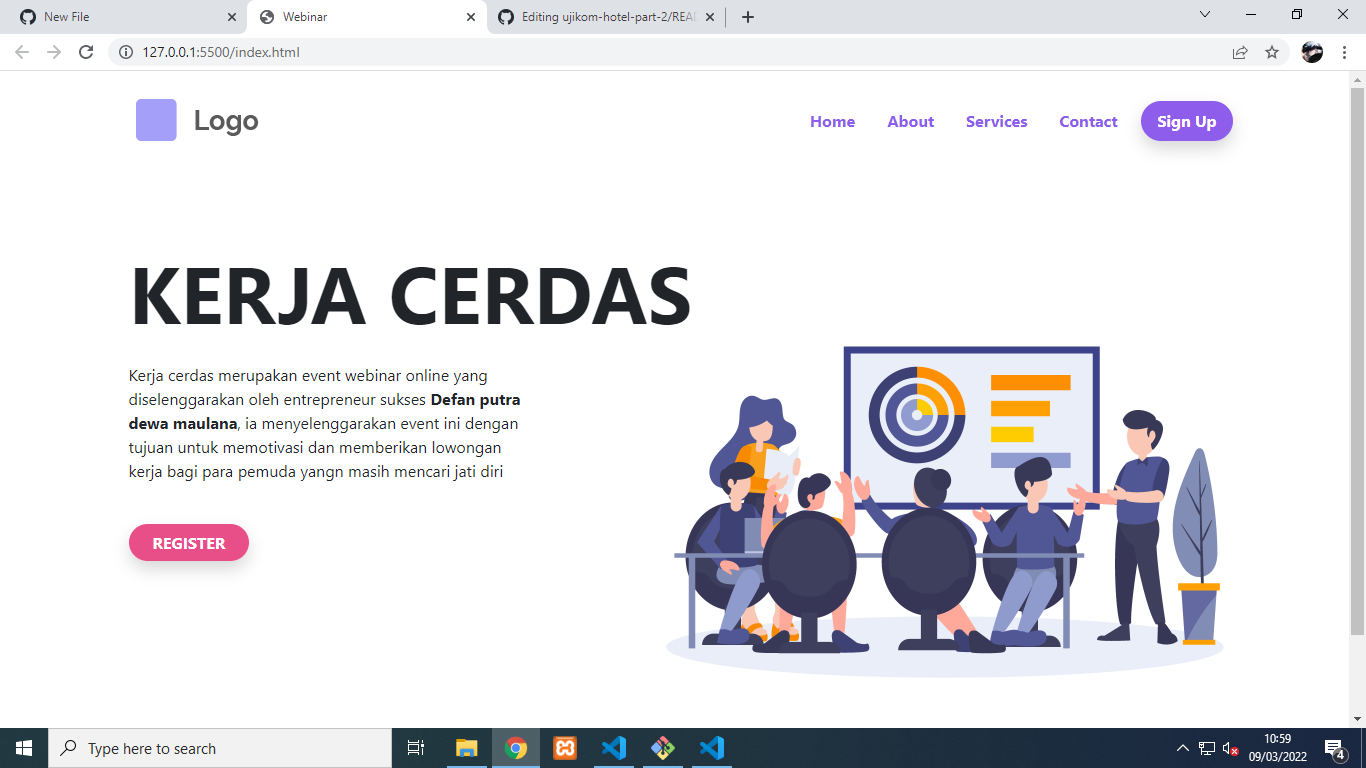 New File
Webinar
Editing ujikom-hotel-part-2/REA
127.0.0.1:5500/index.html
Logo
Home
About
Services
Contact
Sign Up
KERJA CERDAS
Kerja cerdas merupakan event webinar online yang
diselenggarakan oleh entrepreneur sukses Defan putra
dewa maulana, ia menyelenggarakan event ini dengan
tujuan untuk memotivasi dan memberikan lowongan
kerja bagi para pemuda yangn masih mencari jati diri
REGISTER
Type here to search
10:59
09/03/2022
4